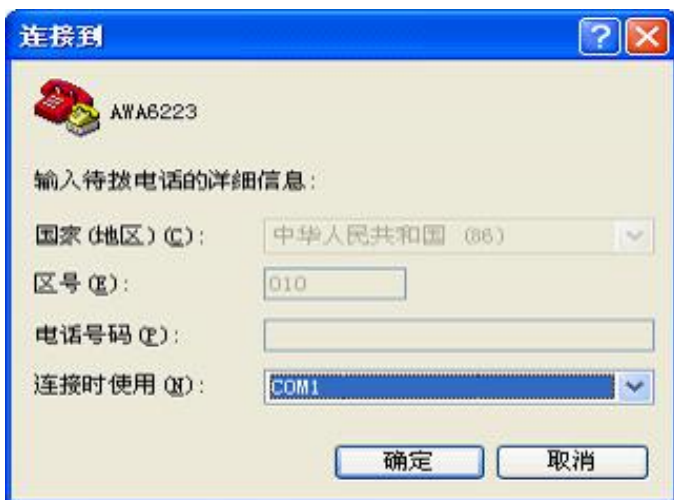 连接到
AWA6223
输入待拨电话的详细信息:
国家(地区)(C): 中华人民共和国 (86)
区号(E): 010
电话号码(P):
连接时使用(N): COM1
确定 取消